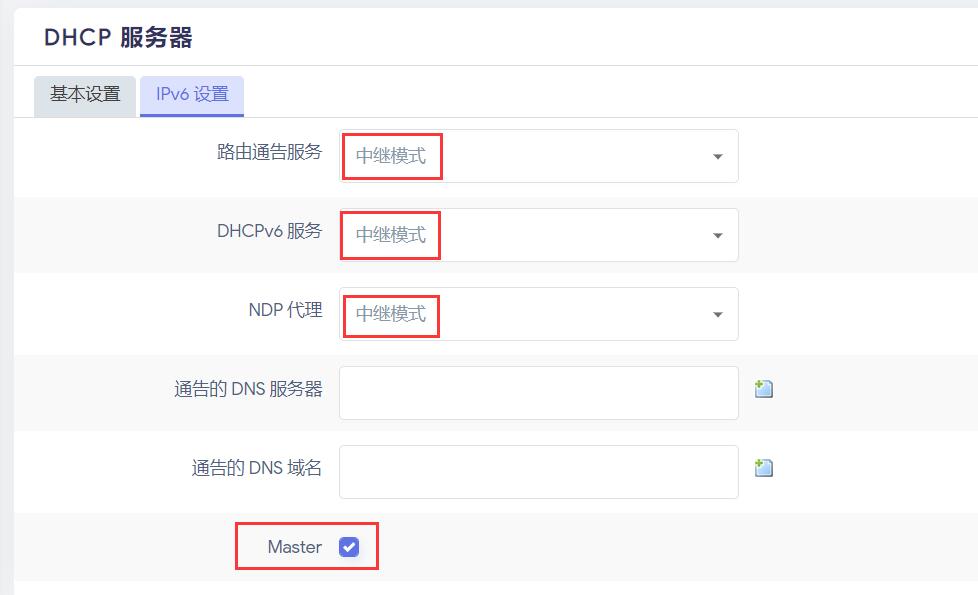 DHCP 服务器
基本设置 IPv6 设置
路由通告服务 中继模式
DHCPv6 服务 中继模式
NDP 代理 中继模式
通告的 DNS 服务器
通告的 DNS 域名
Master